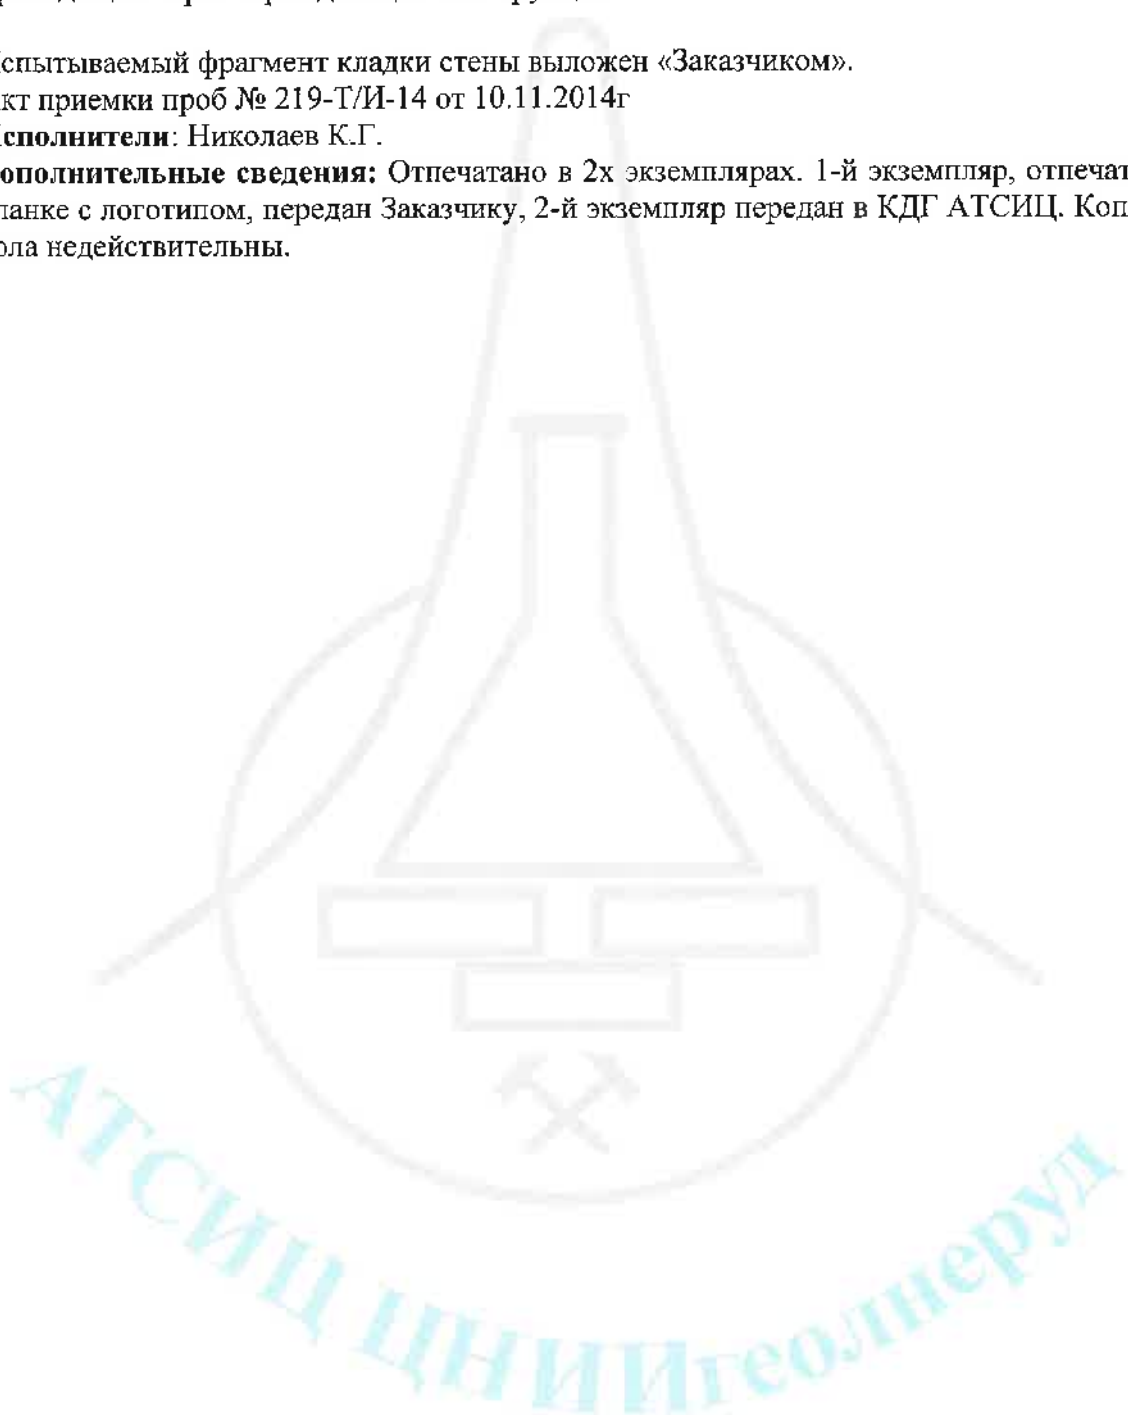 спытываемый фрагмент кладки стены выложен «Заказчиком».
кт приемки проб № 219-Т/И-14 от 10.11.2014г
сполнители: Николаев К.Г.
ополнительные сведения: Отпечатано в 2х экземплярах. 1-й экземпляр, отпечат
ланке с логотипом, передан Заказчику, 2-й экземпляр передан в КДГ АТСИЦ. Коп
ола недействительны.
АТСИЦ ЦНИИгеолнеруд